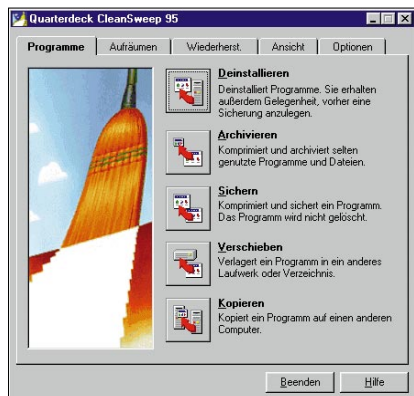 Quarterdeck CleanSweep 95
Programme Aufräumen Wiederherst. Ansicht Optionen
Deinstallieren
Deinstalliert Programme. Sie erhalten
außerdem Gelegenheit, vorher eine
Sicherung anzulegen.
Archivieren
Komprimiert und archiviert selten
genutzte Programme und Dateien.
Sichern
Komprimiert und sichert ein Programm.
Das Programm wird nicht gelöscht.
Verschieben
Verlagert ein Programm in ein anderes
Laufwerk oder Verzeichnis.
Kopieren
Kopiert ein Programm auf einen anderen
Computer.
Beenden Hilfe